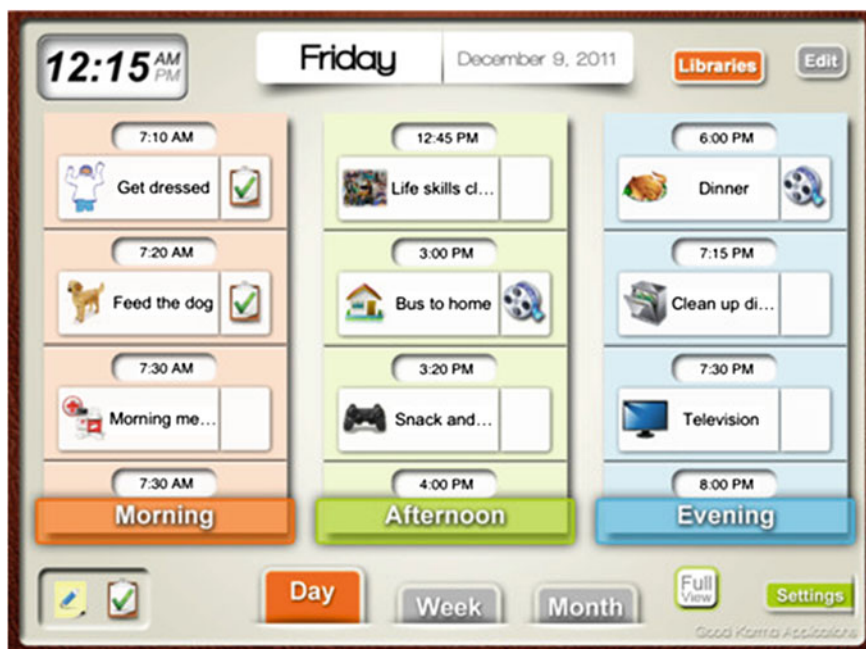 12:15 AM
PM
Friday
December 9, 2011
Libraries
Edit
7:10 AM
Get dressed
7:20 AM
Feed the dog
7:30 AM
Morning me...
7:30 AM
Morning
12:45 PM
Life skills cl...
3:00 PM
Bus to home
3:20 PM
Snack and...
4:00 PM
Afternoon
6:00 PM
Dinner
7:15 PM
Clean up di...
7:30 PM
Television
8:00 PM
Evening
Day
Week
Month
Full
View
Settings
Good Karma Applications